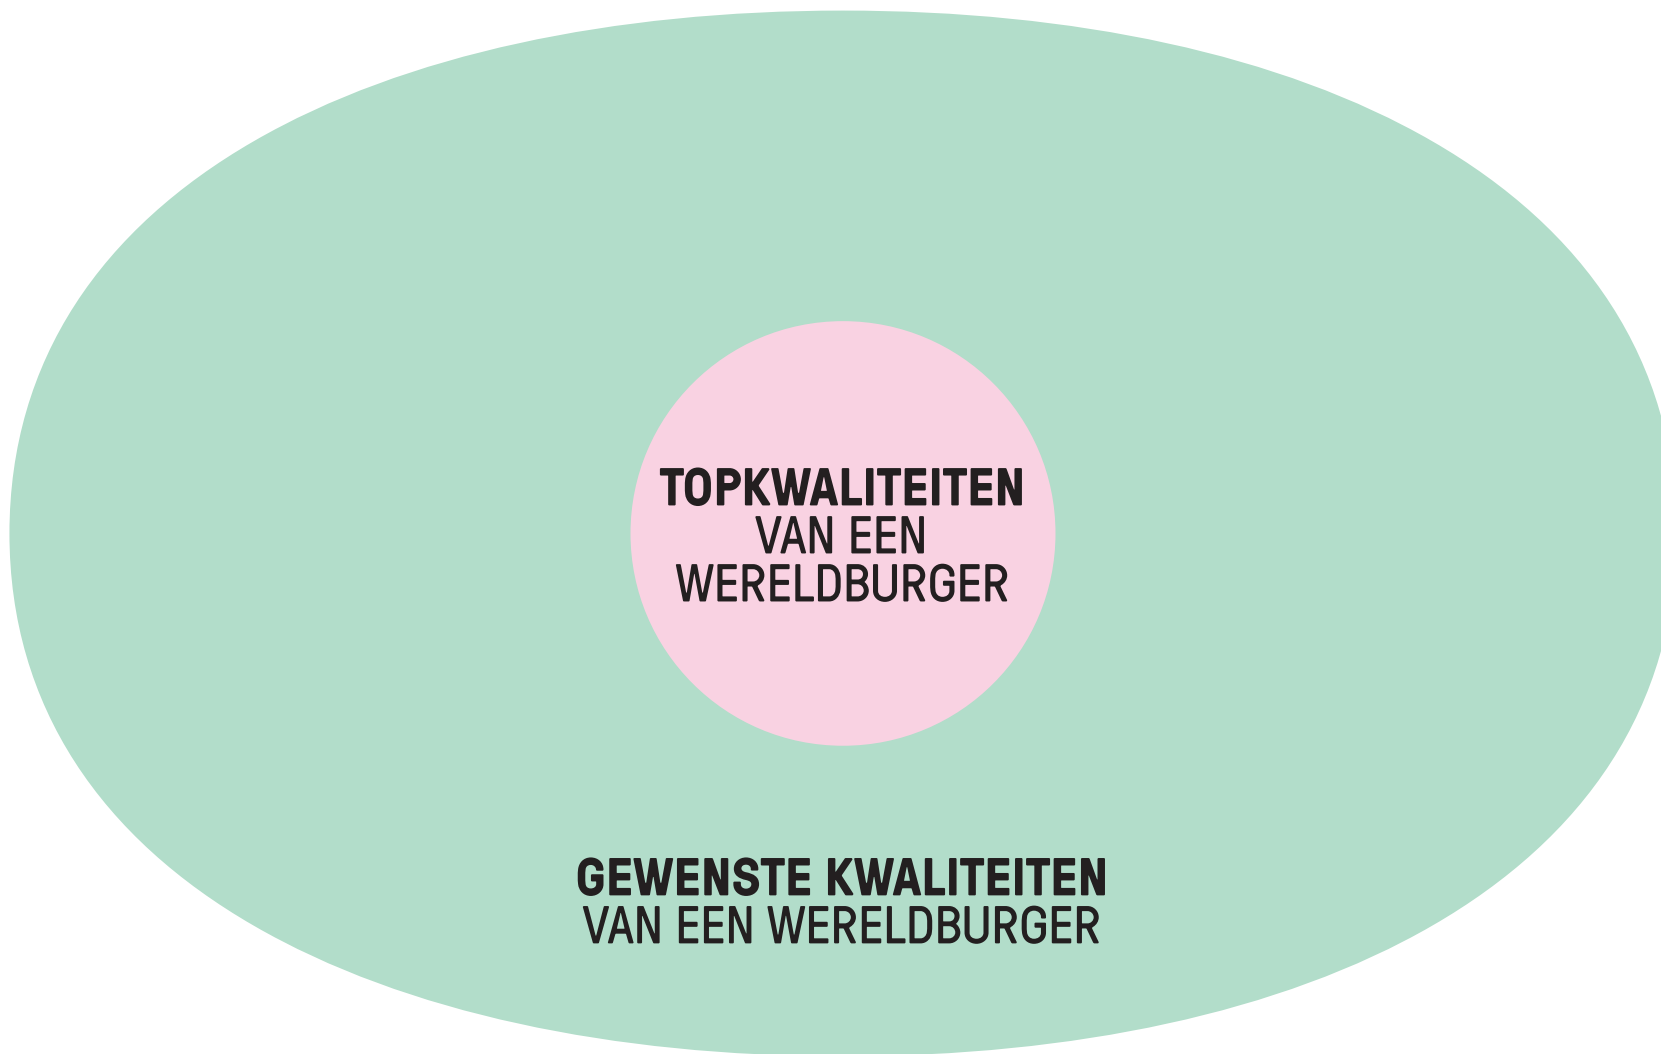 TOPKWALITEITEN
VAN EEN
WERELDBURGER
GEWENSTE KWALITEITEN
VAN EEN WERELDBURGER